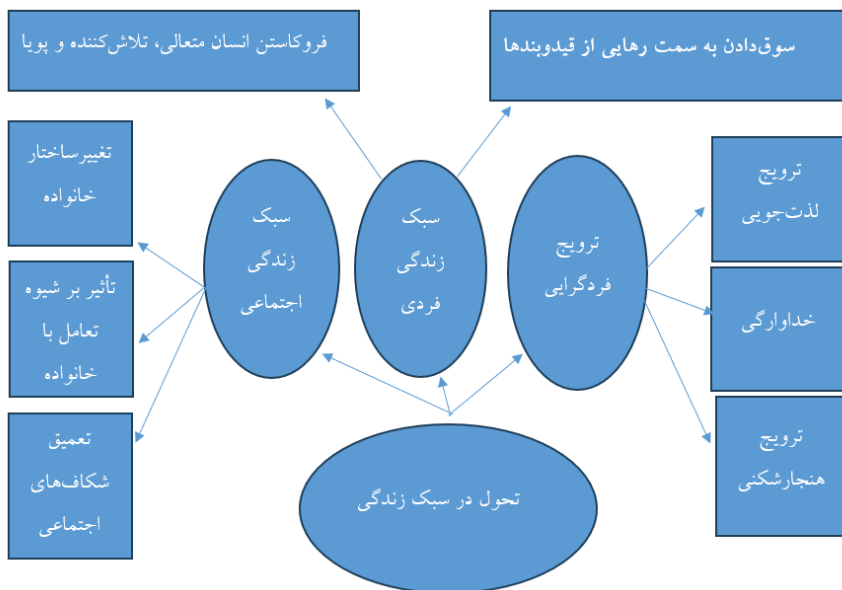 سوق‌دادن به سمت رهایی از قیدوبندها
فروکاستن انسان متعالی، تلاش‌کننده و پویا
ترویج
لذت‌جویی
خداوارگی
ترویج
هنجارشکنی
ترویج
فردگرایی
سبک
زندگی
فردی
سبک
زندگی
اجتماعی
تغییرساختار
خانواده
تأثیر بر شیوه
تعامل با
خانواده
تعمیق
شکاف‌های
اجتماعی
تحول در سبک زندگی